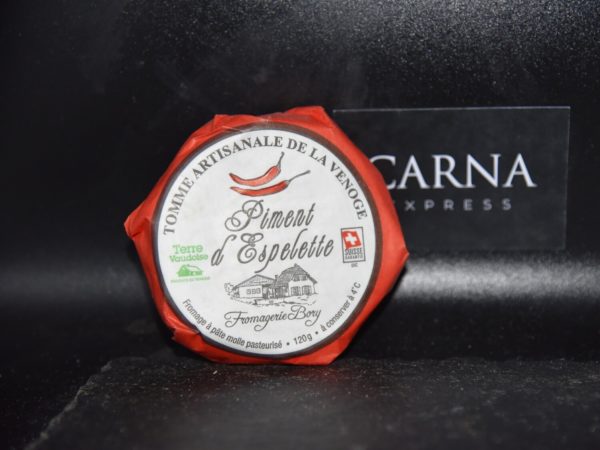 TOMME ARTISANALE DE LA VENOGE
Piment
d'Espelette
Terre
Vaudoise
SUISSE
GARANTIE
Fromagerie Bory
Fromage à pâte molle pasteurisé • 120g • à conserver à 4°C
CARNA
EXPRESS